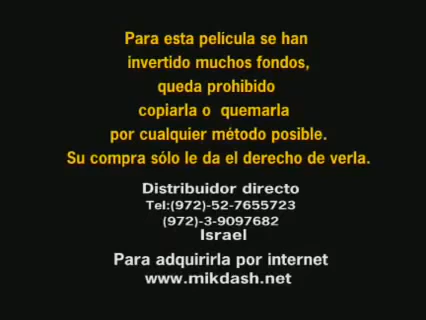 Para esta pelicula se han
invertido muchos fondos,
queda prohibido
copiarla o quemarla
por cualquier método posible.
Su compra sólo le da el derecho de verla.
Distribuidor directo
Tel:(972)-52-7655723
(972)-3-9097682
Israel
Para adquirirla por internet
www.mikdash.net